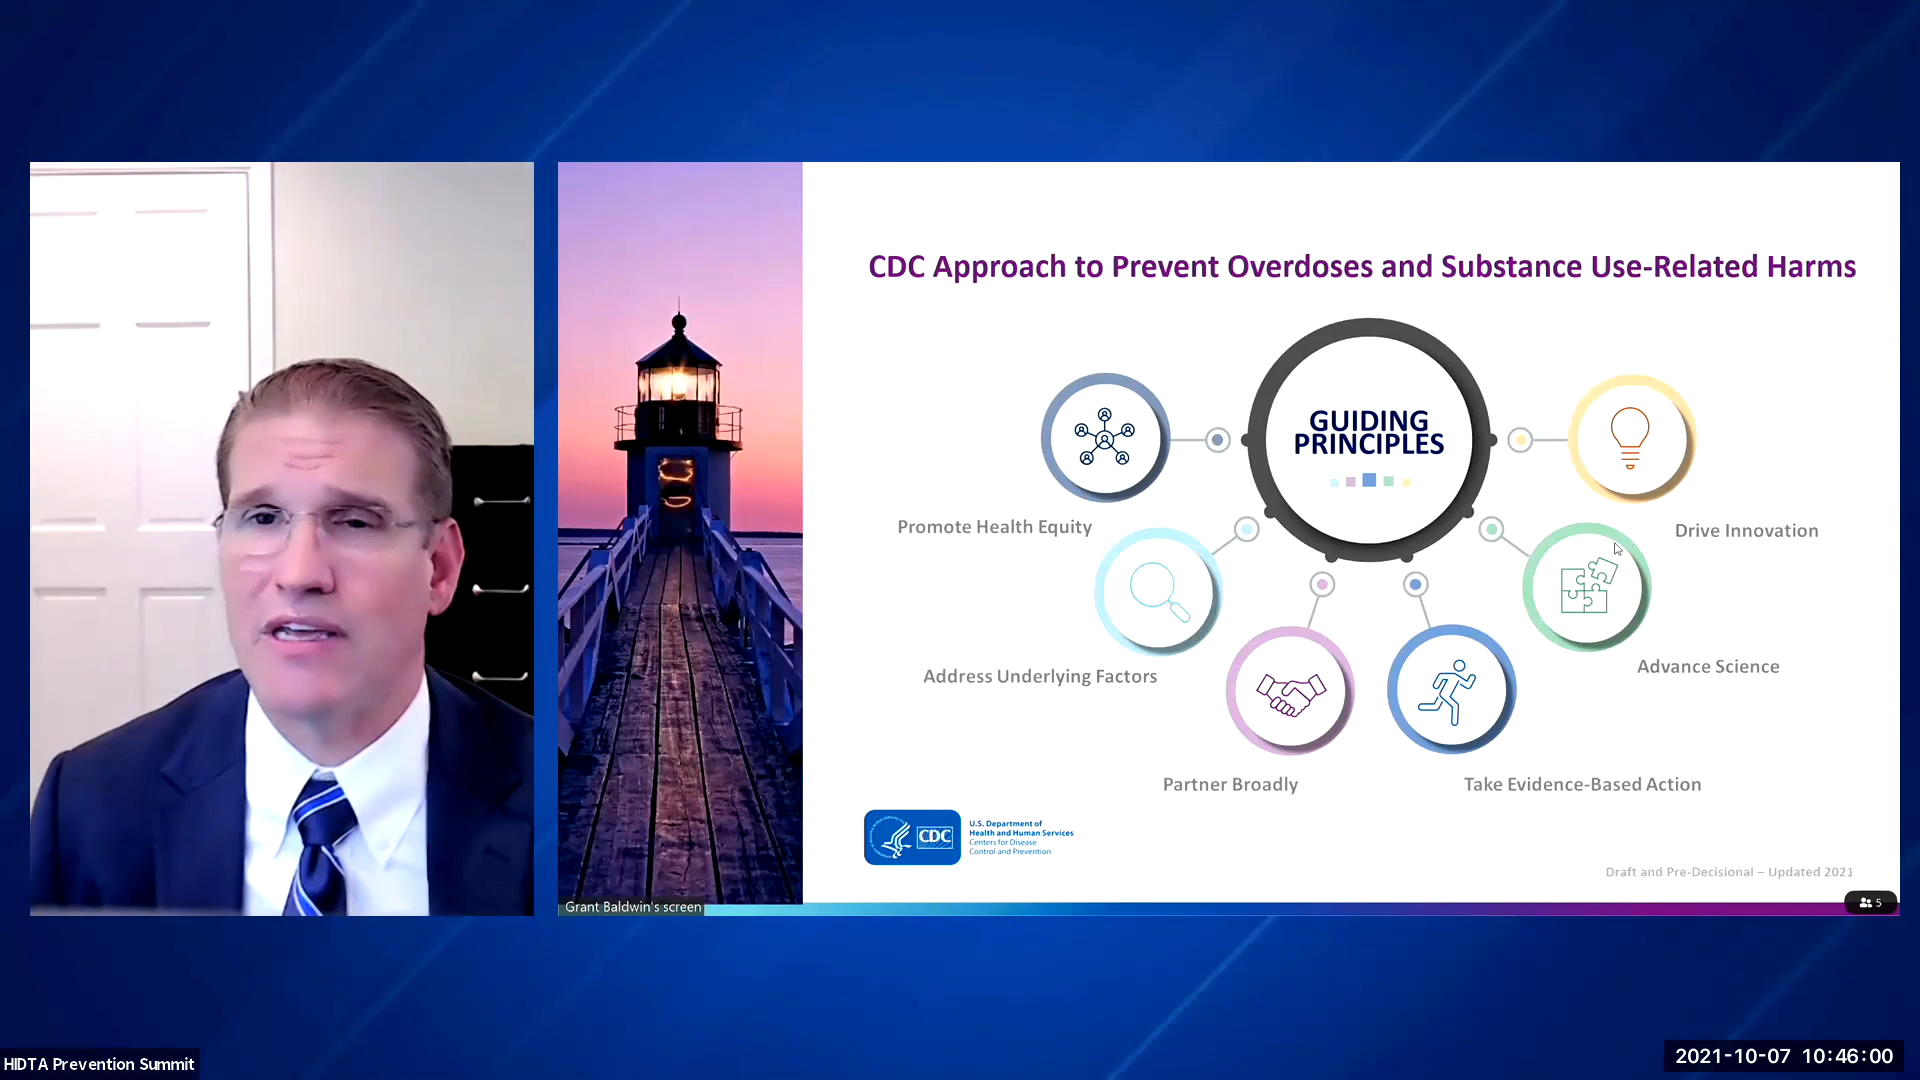 CDC Approach to Prevent Overdoses and Substance Use-Related Harms
GUIDING
PRINCIPLES
Promote Health Equity
Drive Innovation
Address Underlying Factors
Advance Science
Partner Broadly
Take Evidence-Based Action
CDC
U.S. Department of
Health and Human Services
Centers for Disease
Control and Prevention
Draft and Pre-Decisional – Updated 2021
Grant Baldwin's screen
5
HIDTA Prevention Summit
2021-10-07 10:46:00